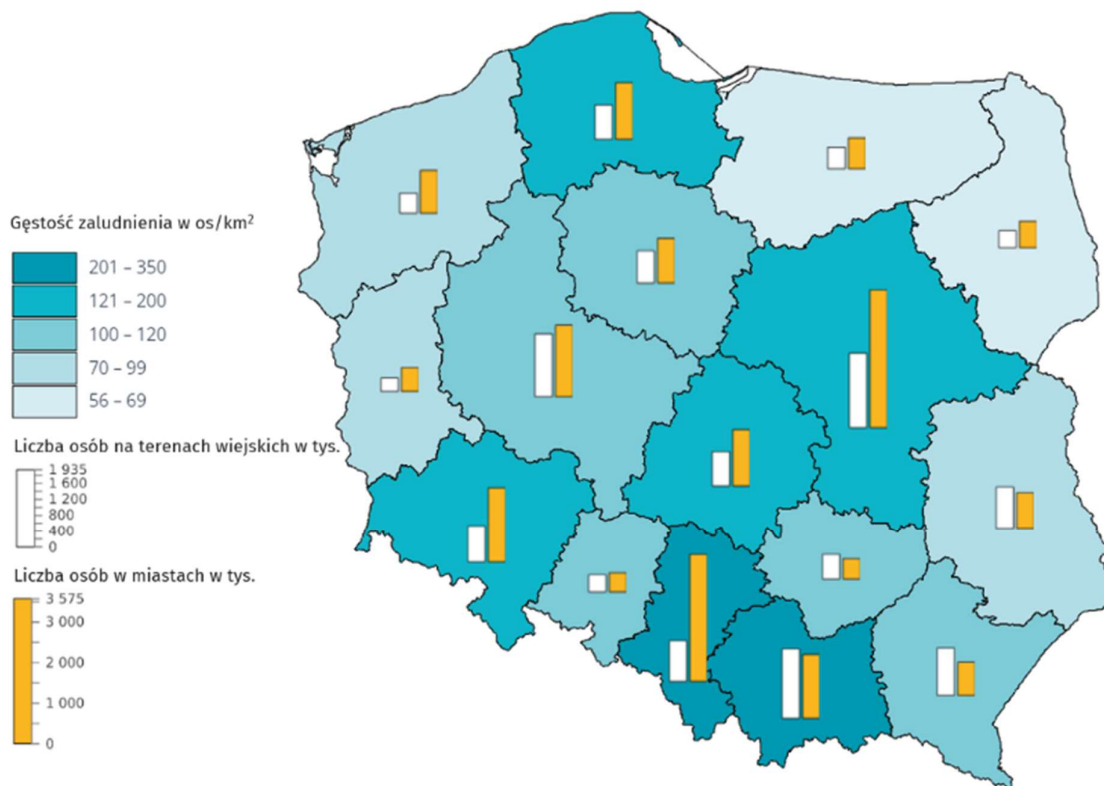 Gęstość zaludnienia w os/km²
201 – 350
121 – 200
100 – 120
70 – 99
56 – 69
Liczba osób na terenach wiejskich w tys.
1 935
1 600
1 200
800
400
0
Liczba osób w miastach w tys.
3 575
3 000
2 000
1 000
0